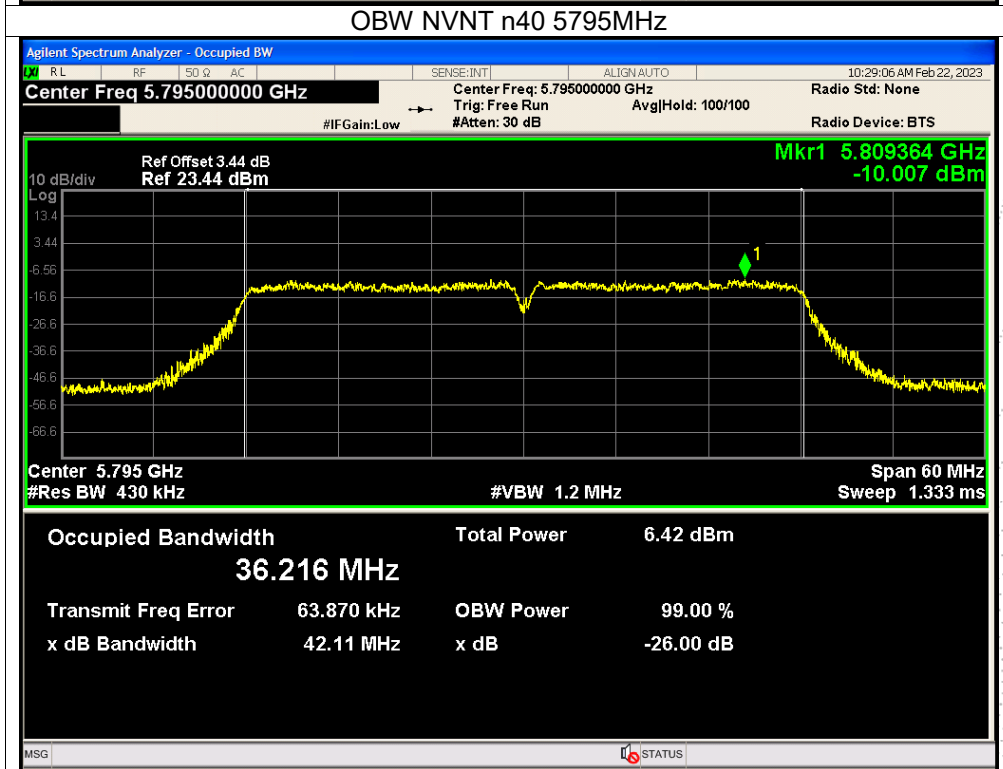 OBW NVNT n40 5795MHz
Agilent Spectrum Analyzer - Occupied BW
LXI RL RF 50 Ω AC SENSE:INT ALIGN AUTO 10:29:06 AM Feb 22, 2023
Center Freq 5.795000000 GHz Center Freq: 5.795000000 GHz Radio Std: None
Trig: Free Run Avg|Hold: 100/100
#IFGain:Low #Atten: 30 dB Radio Device: BTS
Mkr1 5.809364 GHz
Ref Offset 3.44 dB
-10.007 dBm
10 dB/div Ref 23.44 dBm
Log
13.4
3.44
1
-6.56
-16.6
-26.6
-36.6
-46.6
-56.6
-66.6
Center 5.795 GHz Span 60 MHz
#Res BW 430 kHz #VBW 1.2 MHz Sweep 1.333 ms
Occupied Bandwidth Total Power 6.42 dBm
36.216 MHz
Transmit Freq Error 63.870 kHz OBW Power 99.00 %
x dB Bandwidth 42.11 MHz x dB -26.00 dB
MSG STATUS